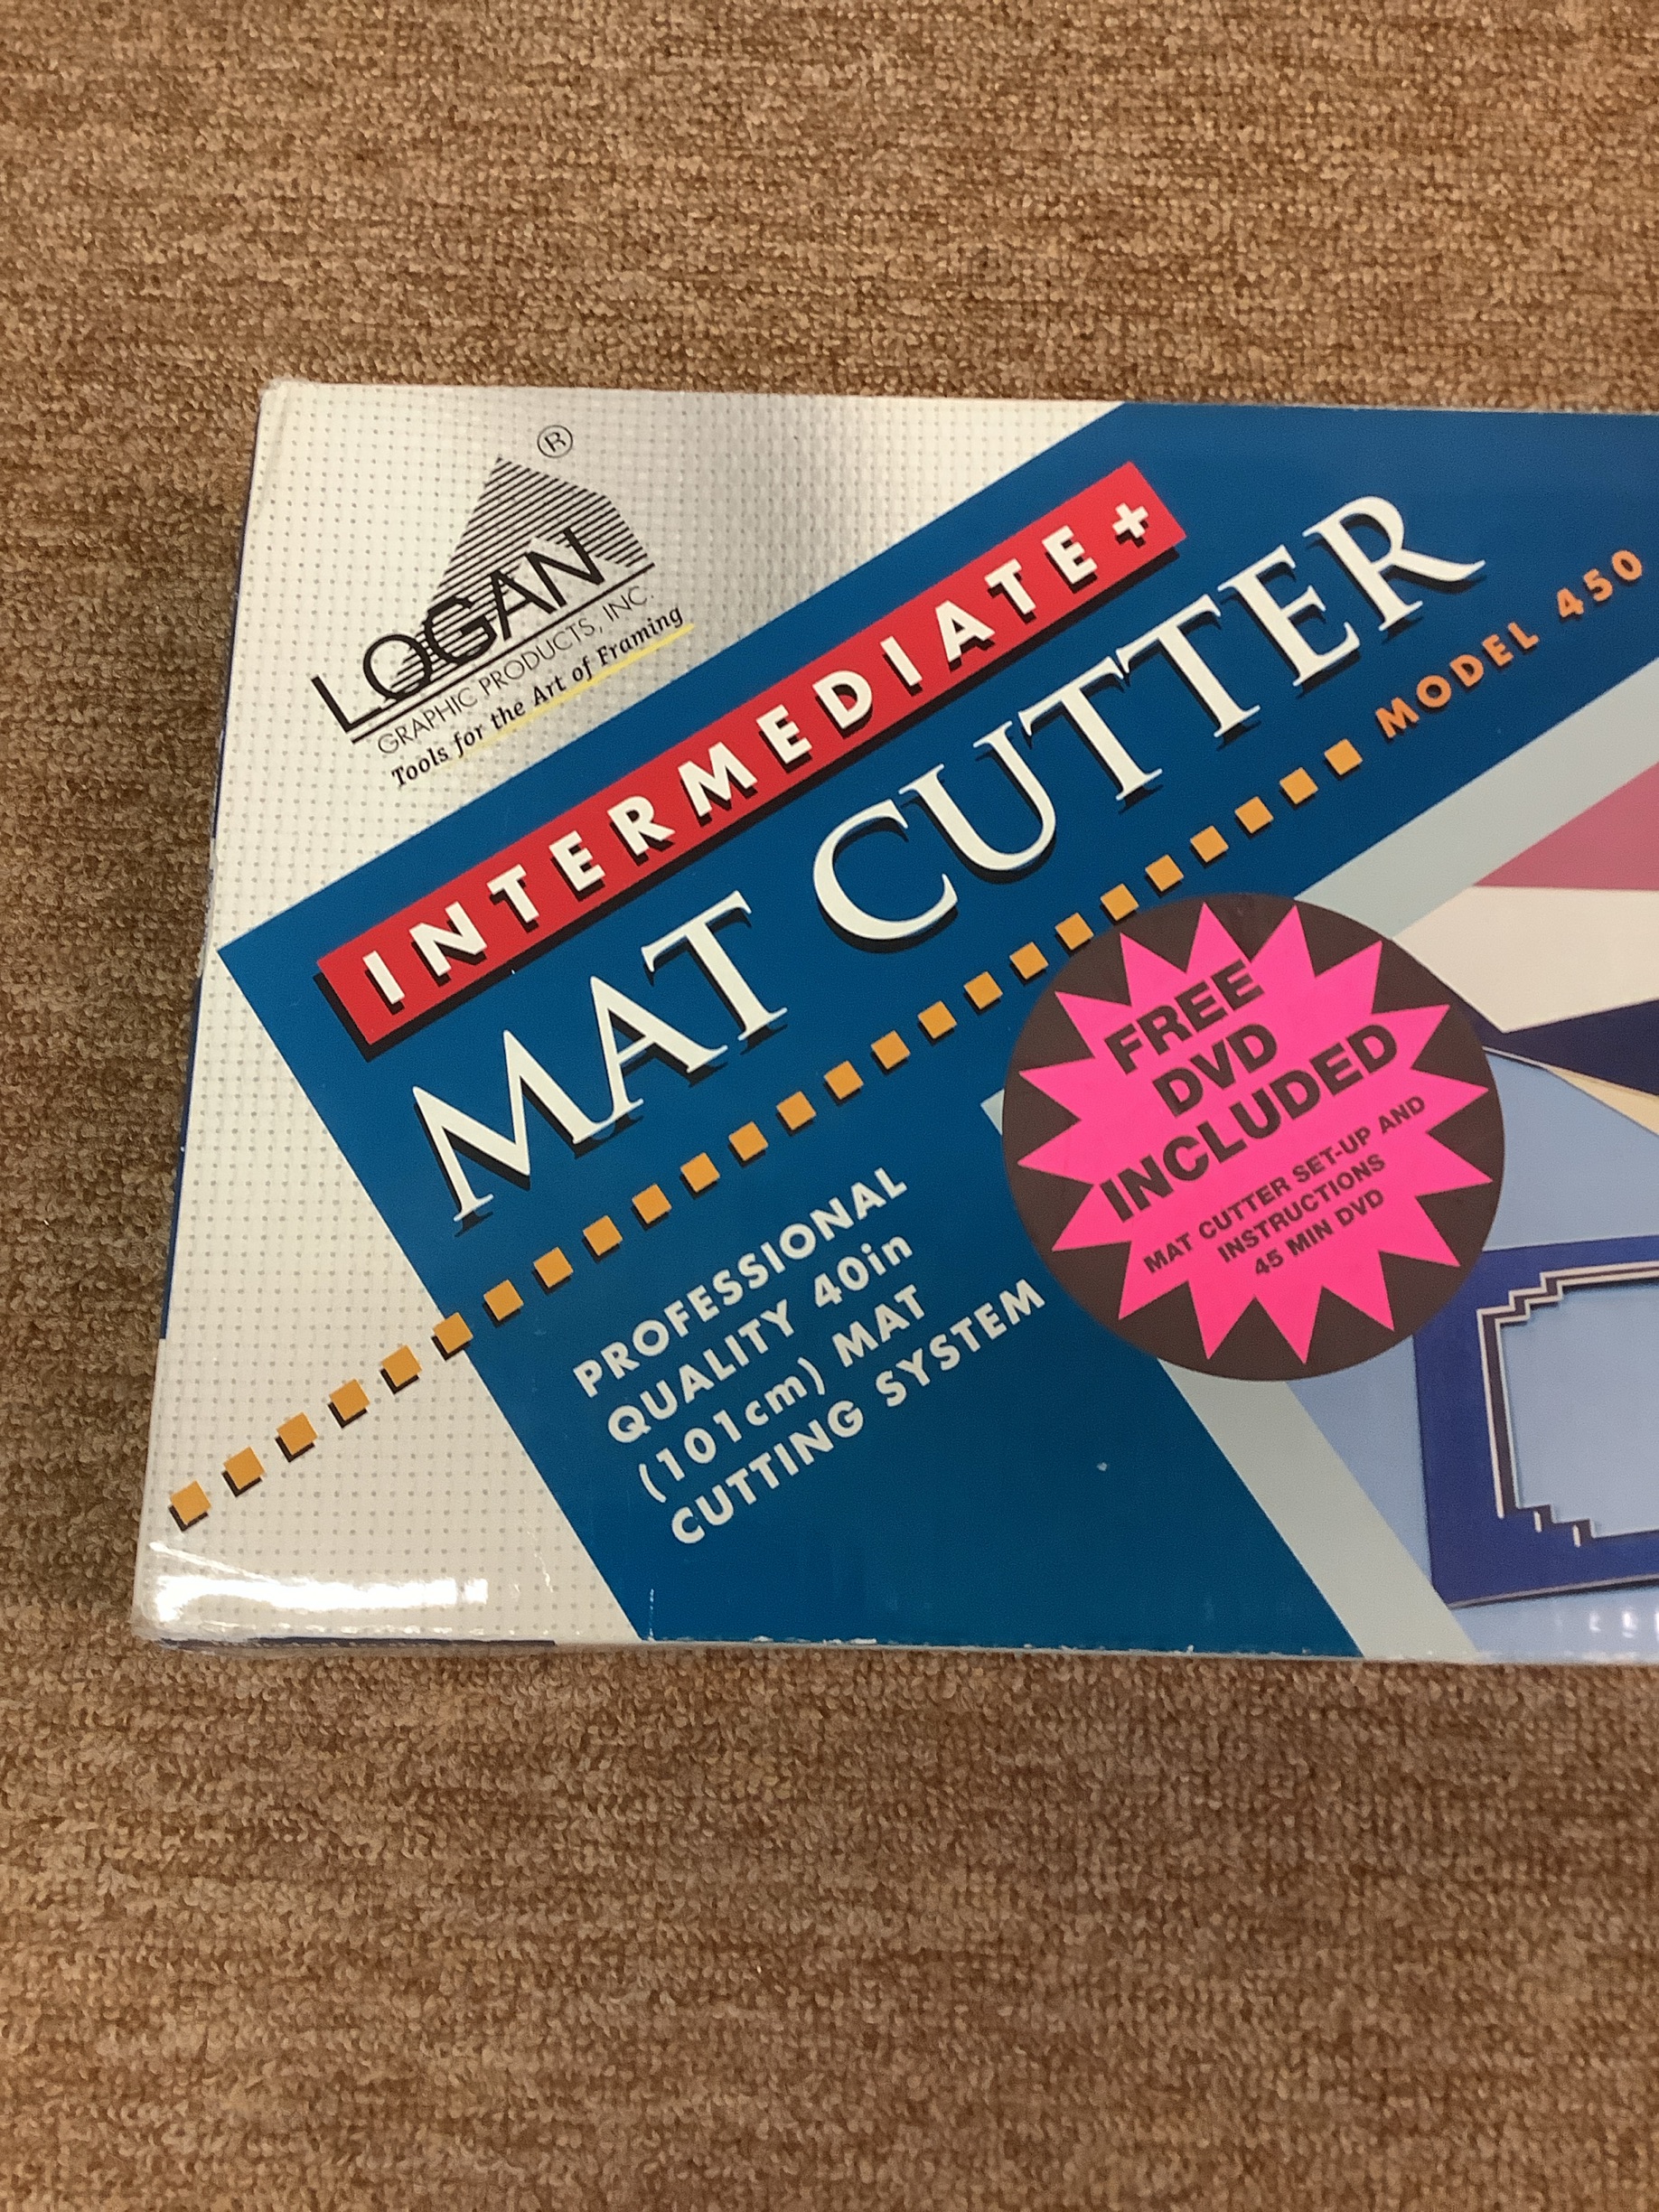 ®
LOGAN
GRAPHIC PRODUCTS, INC.
Tools for the Art of Framing
INTERMEDIATE+
MAT CUTTER
MODEL 450
PROFESSIONAL
QUALITY 40in
(101cm) MAT
CUTTING SYSTEM
FREE
DVD
INCLUDED
MAT CUTTER SET-UP AND
INSTRUCTIONS
45 MIN DVD